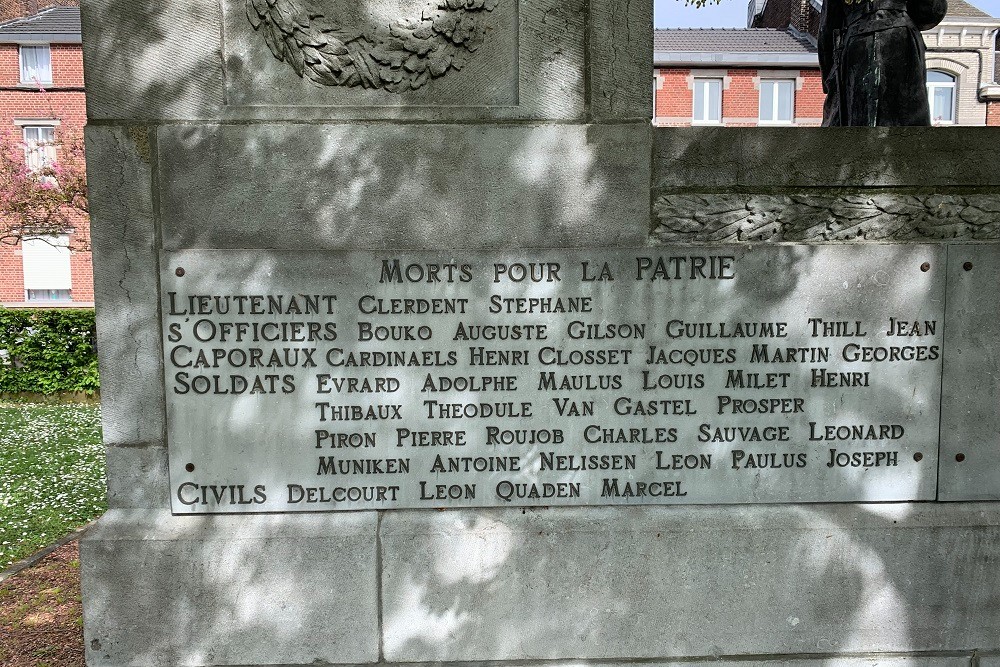 MORTS POUR LA PATRIE
LIEUTENANT CLERDENT STEPHANE
S'OFFICIERS BOUKO AUGUSTE GILSON GUILLAUME THILL JEAN
CAPORAUX CARDINAELS HENRI CLOSSET JACQUES MARTIN GEORGES
SOLDATS EVRARD ADOLPHE MAULUS LOUIS MILET HENRI
THIBAUX THEODULE VAN GASTEL PROSPER
PIRON PIERRE ROUJOB CHARLES SAUVAGE LEONARD
MUNIKEN ANTOINE NELISSEN LEON PAULUS JOSEPH
CIVILS DELCOURT LEON QUADEN MARCEL